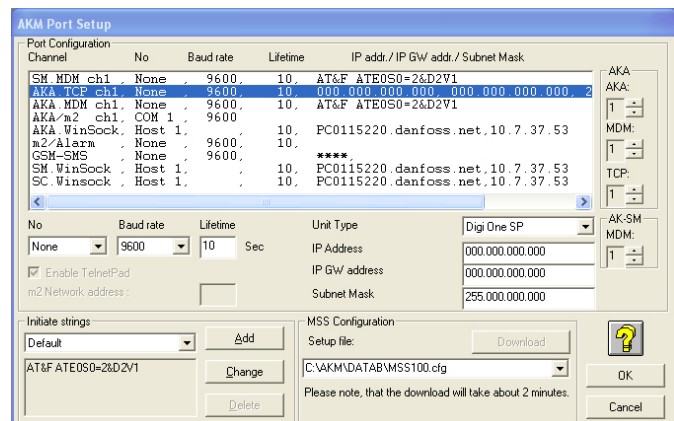 AKM Port Setup
Port Configuration
Channel No Baud rate Lifetime IP addr./ IP GW addr./ Subnet Mask
SM.MDM ch1 , None , 9600, 10, AT&F ATE0S0=2&D2V1
AKA.TCP ch1, None , 9600, 10, 000.000.000.000, 000.000.000.000, 2
AKA.MDM ch1, None , 9600, 10, AT&F ATE0S0=2&D2V1
AKA/m2 ch1, COM 1 , 9600
AKA.WinSock, Host 1, , 10, PC0115220.danfoss.net,10.7.37.53
m2/Alarm , None , 9600, 10,
GSM-SMS , None , 9600, ****,
SM.WinSock , Host 1, , 10, PC0115220.danfoss.net,10.7.37.53
SC.Winsock , Host 1, , 10, PC0115220.danfoss.net,10.7.37.53
AKA
AKA:
1
MDM:
1
TCP:
1
AK-SM
MDM:
1
No Baud rate Lifetime
None 9600 10 Sec
Enable TelnetPad
m2 Network address :
Unit Type Digi One SP
IP Address 000.000.000.000
IP GW address 000.000.000.000
Subnet Mask 255.000.000.000
Initiate strings
Default
AT&F ATE0S0=2&D2V1
Add
Change
Delete
MSS Configuration
Setup file: Download
C:\AKM\DATAB\MSS100.cfg
Please note, that the download will take about 2 minutes.
?
OK
Cancel